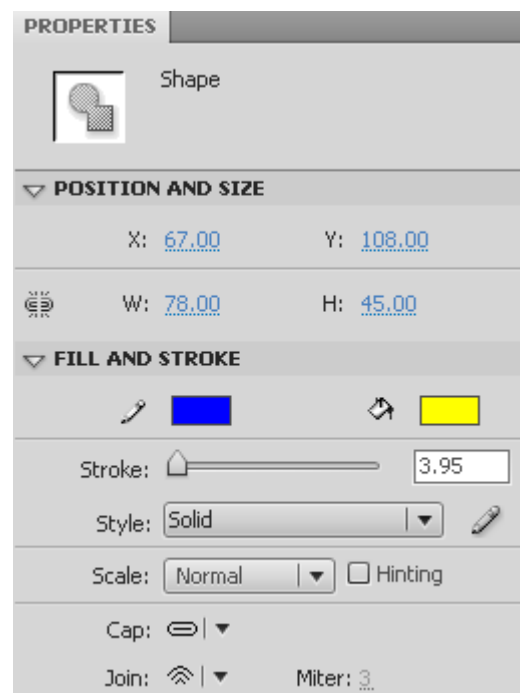 PROPERTIES
Shape
POSITION AND SIZE
X: 67.00 Y: 108.00
W: 78.00 H: 45.00
FILL AND STROKE
Stroke: 3.95
Style: Solid
Scale: Normal Hinting
Cap:
Join: Miter: 3